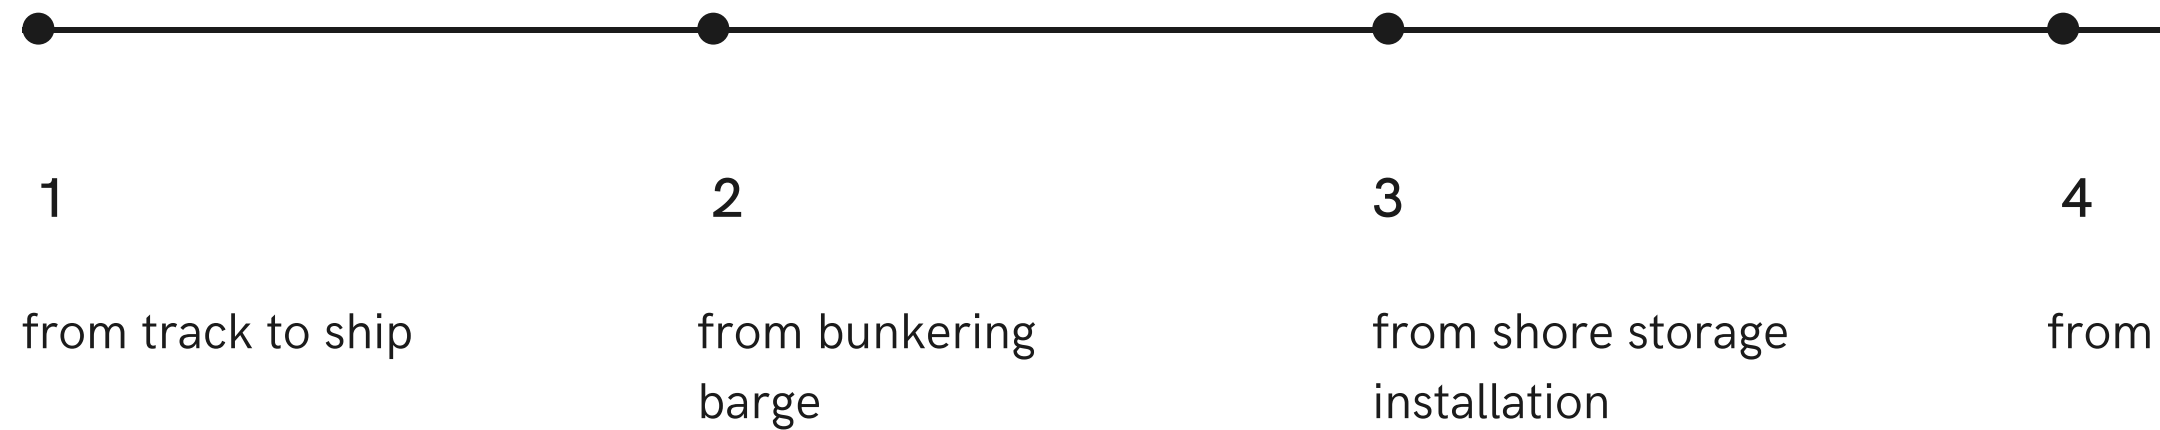 1
from track to ship
2
from bunkering
barge
3
from shore storage
installation
4
from